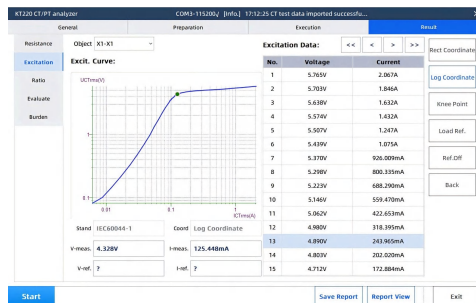 KT220 CT/PT analyzer COM3-115200√ [Info.] 17:12:25 CT test data imported successfu...
General Preparation Execution Result
Resistance
Excitation
Ratio
Evaluate
Burden
Object X1-X1
Excit. Curve:
UCTrms(V)
1
0.1
0.01 0.1 1
ICTrms(A)
Stand IEC60044-1 Coord Log Coordinate
V-meas. 4.328V I-meas. 125.448mA
V-ref. ? I-ref. ?
Excitation Data: << < > >>
No. Voltage Current
1 5.765V 2.067A
2 5.703V 1.846A
3 5.638V 1.632A
4 5.574V 1.432A
5 5.507V 1.247A
6 5.439V 1.075A
7 5.370V 926.009mA
8 5.298V 800.335mA
9 5.223V 688.290mA
10 5.146V 559.470mA
11 5.062V 422.653mA
12 4.980V 318.395mA
13 4.890V 243.965mA
14 4.803V 202.020mA
15 4.712V 172.884mA
Rect Coordinate
Log Coordinate
Knee Point
Load Ref.
Ref.Off
Back
Start Save Report Report View Exit